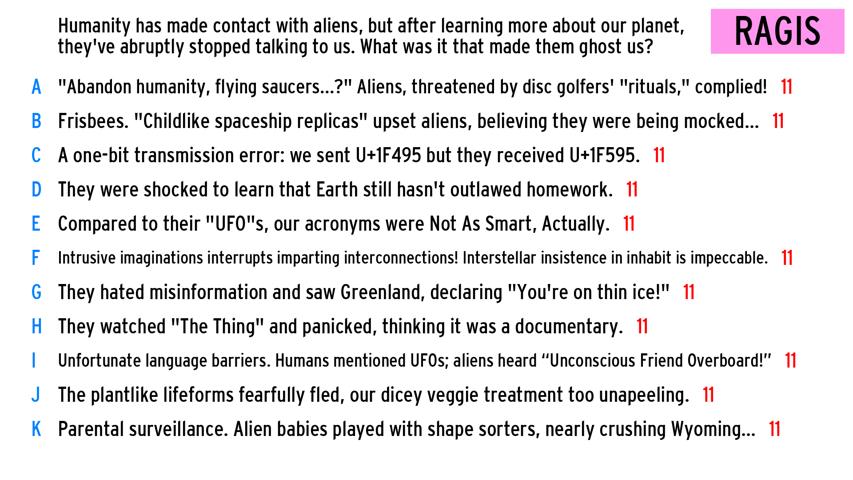 Humanity has made contact with aliens, but after learning more about our planet,
they've abruptly stopped talking to us. What was it that made them ghost us?
RAGIS
A "Abandon humanity, flying saucers...?" Aliens, threatened by disc golfers' "rituals," complied! 11
B Frisbees. "Childlike spaceship replicas" upset aliens, believing they were being mocked... 11
C A one-bit transmission error: we sent U+1F495 but they received U+1F595. 11
D They were shocked to learn that Earth still hasn't outlawed homework. 11
E Compared to their "UFO"s, our acronyms were Not As Smart, Actually. 11
F Intrusive imaginations interrupts imparting interconnections! Interstellar insistence in inhabit is impeccable. 11
G They hated misinformation and saw Greenland, declaring "You're on thin ice!" 11
H They watched "The Thing" and panicked, thinking it was a documentary. 11
I Unfortunate language barriers. Humans mentioned UFOs; aliens heard “Unconscious Friend Overboard!” 11
J The plantlike lifeforms fearfully fled, our dicey veggie treatment too unapeeling. 11
K Parental surveillance. Alien babies played with shape sorters, nearly crushing Wyoming... 11